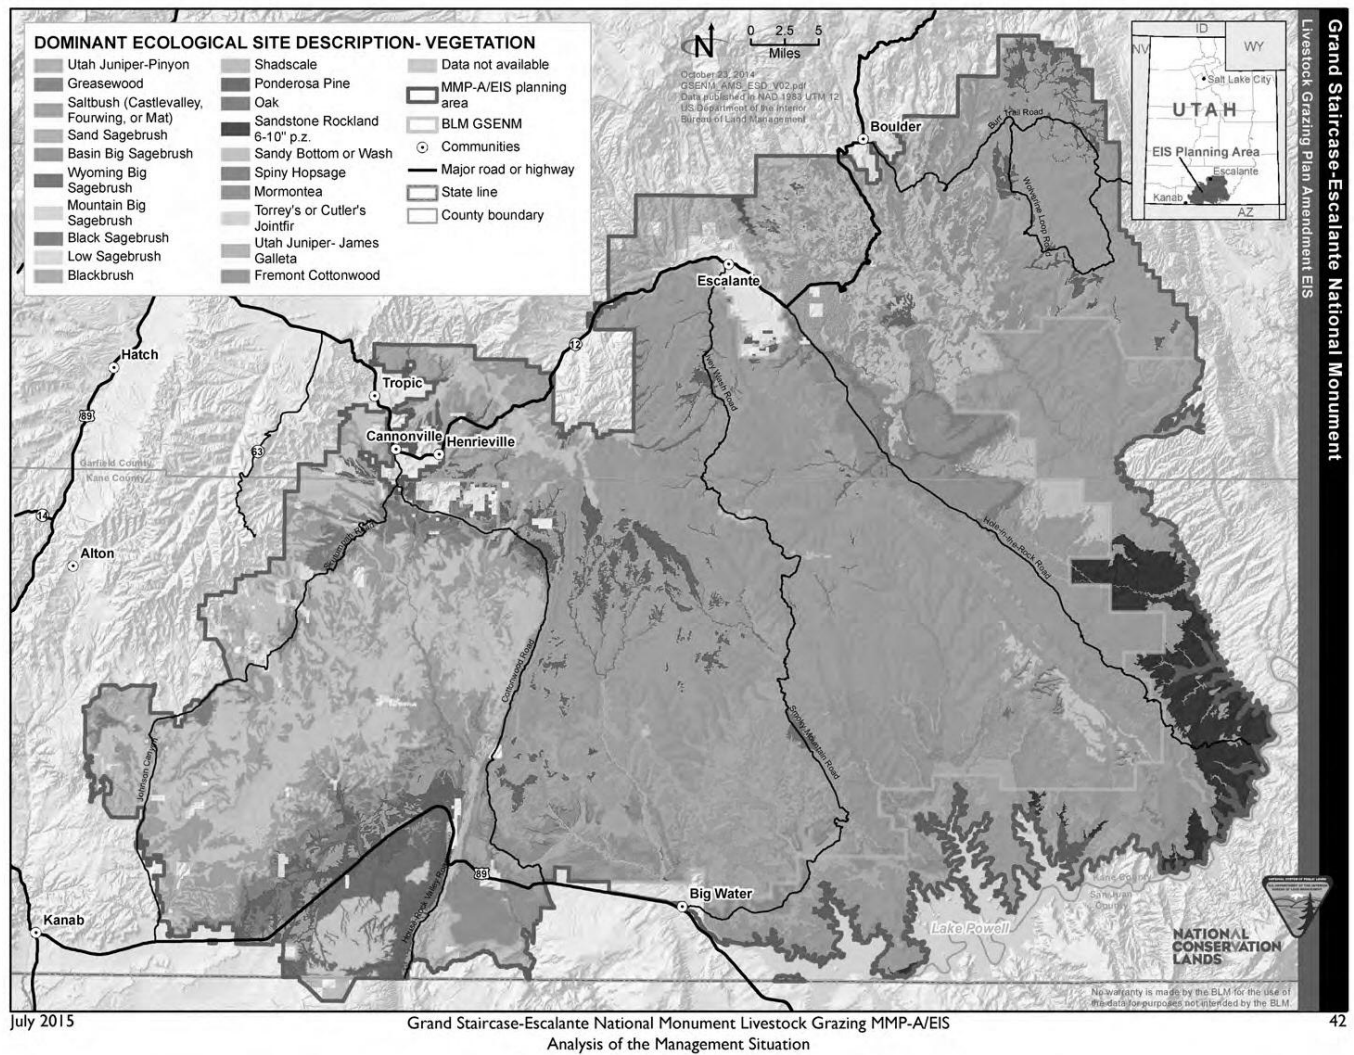 DOMINANT ECOLOGICAL SITE DESCRIPTION- VEGETATION
Utah Juniper-Pinyon
Greasewood
Saltbush (Castlevalley,
Fourwing, or Mat)
Sand Sagebrush
Basin Big Sagebrush
Wyoming Big
Sagebrush
Mountain Big
Sagebrush
Black Sagebrush
Low Sagebrush
Blackbrush
Shadscale
Ponderosa Pine
Oak
Sandstone Rockland
6-10" p.z.
Sandy Bottom or Wash
Spiny Hopsage
Mormontea
Torrey's or Cutler's
Jointfir
Utah Juniper- James
Galleta
Fremont Cottonwood
Data not available
MMP-A/EIS planning
area
BLM GSENM
Communities
Major road or highway
State line
County boundary
N
0 2.5 5
Miles
October 23, 2014
GSENM_AMS_ESD_V02.pdf
Data published in NAD 1983 UTM 12
US Department of the Interior
Bureau of Land Management
ID
NV
WY
Salt Lake City
UTAH
EIS Planning Area
Escalante
Kanab
AZ
Grand Staircase-Escalante National Monument
Livestock Grazing Plan Amendment EIS
Boulder
Burr Trail Road
Wolverine Loop Road
Escalante
12
Hatch
Tropic
89
Cannonville
Henrieville
63
Garfield County
Kane County
14
Alton
Hole-in-the-Rock Road
Cottonwood Road
Smoky Mountain Road
Johnson Canyon
89
Big Water
Kanab
Kane County
San Juan
County
Lake Powell
NATIONAL
CONSERVATION
LANDS
No warranty is made by the BLM for the use of
the data for purposes not intended by the BLM.
July 2015
Grand Staircase-Escalante National Monument Livestock Grazing MMP-A/EIS
42
Analysis of the Management Situation